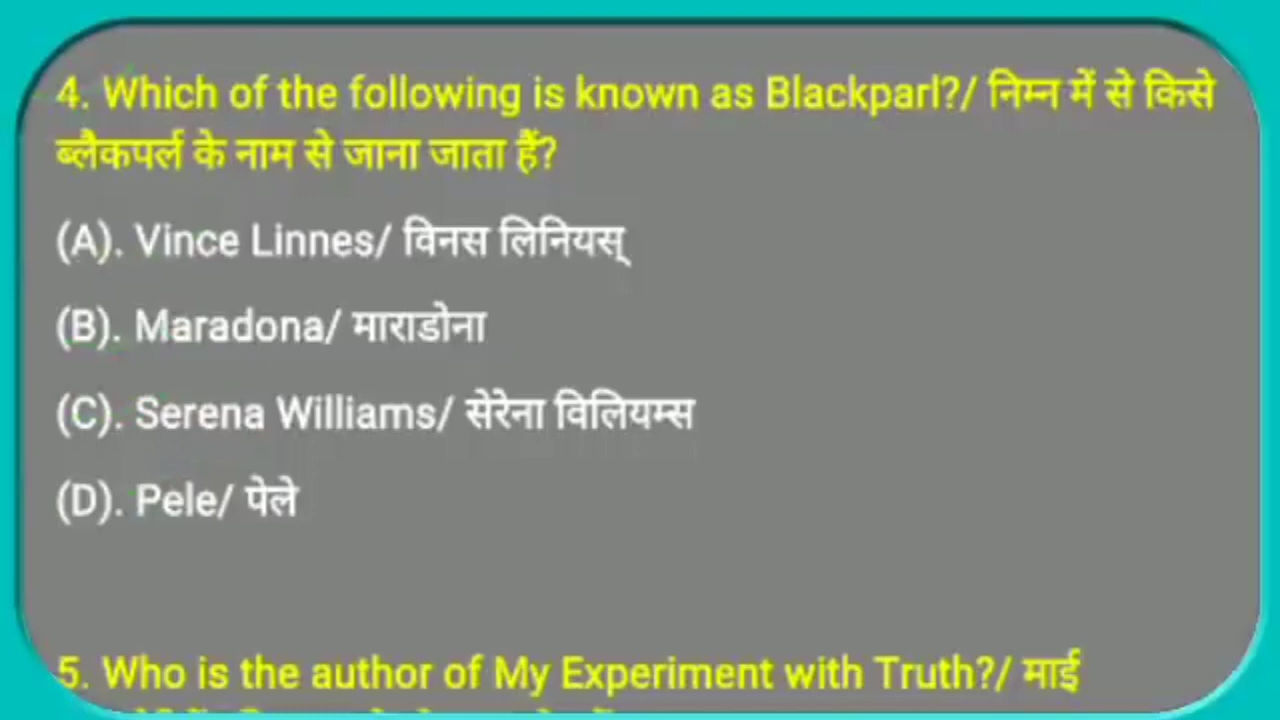 4. Which of the following is known as Blackparl?/ निम्न में से किसे
ब्लैकपर्ल के नाम से जाना जाता हैं?
(A). Vince Linnes/ विनस लिनियस्
(B). Maradona/ माराडोना
(C). Serena Williams/ सेरेना विलियम्स
(D). Pele/ पेले
5. Who is the author of My Experiment with Truth?/ माई